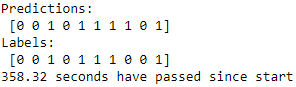 Predictions:
[0 0 1 0 1 1 1 1 0 1]
Labels:
[0 0 1 0 1 1 1 0 0 1]
358.32 seconds have passed since start